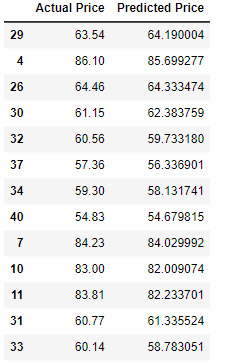 Actual Price Predicted Price
29 63.54 64.190004
4 86.10 85.699277
26 64.46 64.333474
30 61.15 62.383759
32 60.56 59.733180
37 57.36 56.336901
34 59.30 58.131741
40 54.83 54.679815
7 84.23 84.029992
10 83.00 82.009074
11 83.81 82.233701
31 60.77 61.335524
33 60.14 58.783051